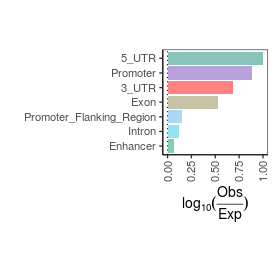 5_UTR
Promoter
3_UTR
Exon
Promoter_Flanking_Region
Intron
Enhancer
0.00
0.25
0.50
0.75
1.00
log10(Obs/Exp)